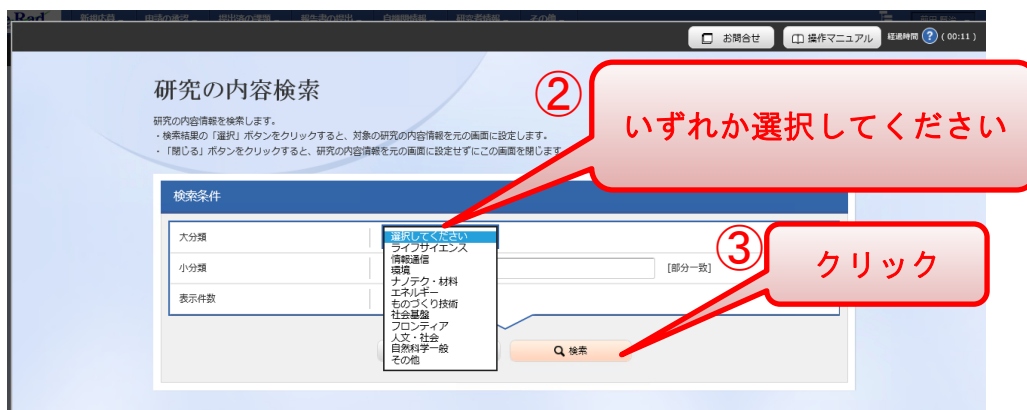 お問合せ
操作マニュアル
経過時間 ? (00:11)
研究の内容検索
研究の内容情報を検索します。
・検索結果の「選択」ボタンをクリックすると、対象の研究の内容情報を元の画面に設定します。
・「閉じる」ボタンをクリックすると、研究の内容情報を元の画面に設定せずにこの画面を閉じます
②
いずれか選択してください
検索条件
大分類
選択してください
ライフサイエンス
情報通信
環境
ナノテク・材料
エネルギー
ものづくり技術
社会基盤
フロンティア
人文・社会
自然科学一般
その他
小分類
[部分一致]
表示件数
③
クリック
検索